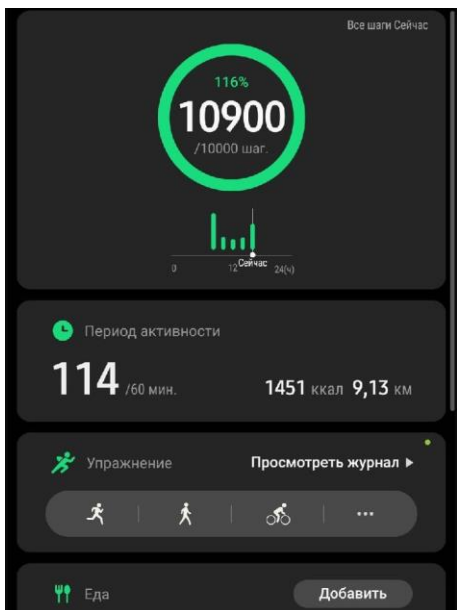 Все шаги Сейчас
116%
10900
/10000 шаг.
Сейчас
0 12 24(ч)
Период активности
114 /60 мин. 1451 ккал 9,13 км
Упражнение Просмотреть журнал
Еда Добавить